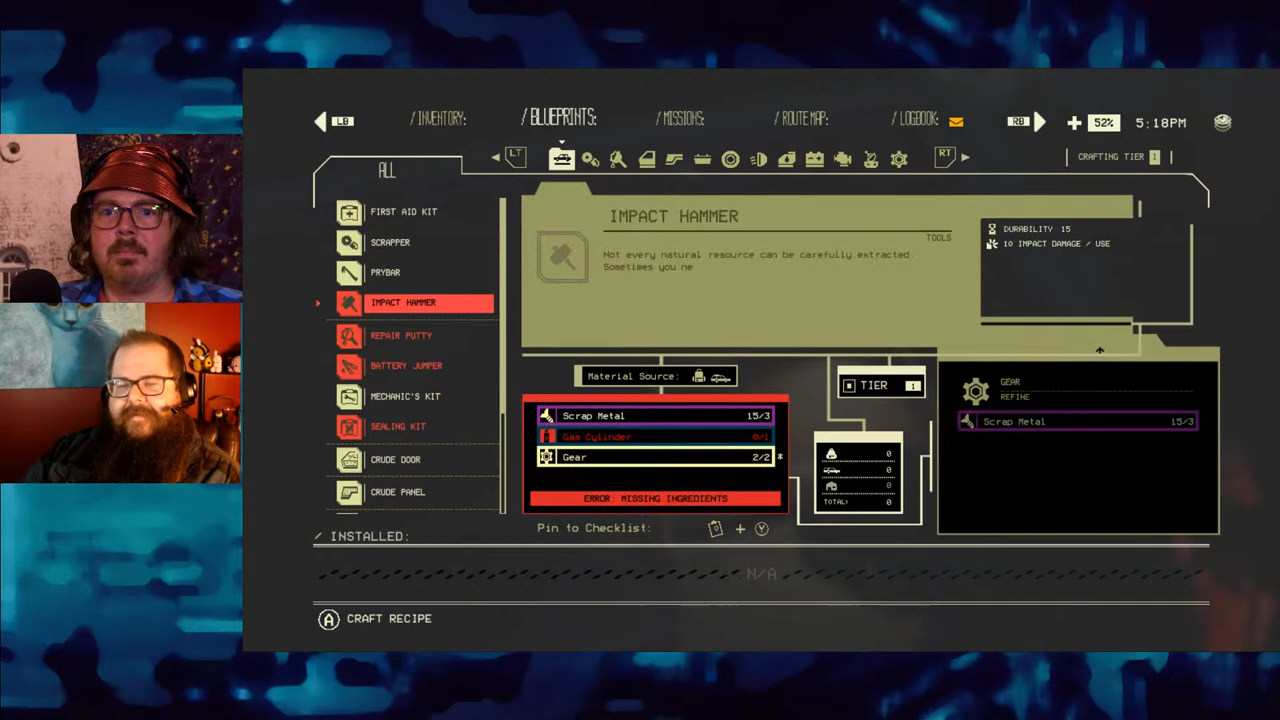 LB
/ INVENTORY:
/ BLUEPRINTS:
/ MISSIONS:
/ ROUTE MAP:
/ LOGBOOK:
RB
52%
5:18PM
LT
RT
CRAFTING TIER 1
ALL
FIRST AID KIT
SCRAPPER
PRYBAR
IMPACT HAMMER
REPAIR PUTTY
BATTERY JUMPER
MECHANIC'S KIT
SEALING KIT
CRUDE DOOR
CRUDE PANEL
IMPACT HAMMER
TOOLS
Not every natural resource can be carefully extracted.
Sometimes you ne
DURABILITY 15
10 IMPACT DAMAGE / USE
Material Source:
Scrap Metal 15/3
Gas Cylinder 0/1
Gear 2/2 *
ERROR: MISSING INGREDIENTS
TIER 1
0
0
0
TOTAL: 0
GEAR
REFINE
Scrap Metal 15/3
Pin to Checklist: + Y
/ INSTALLED:
N/A
A CRAFT RECIPE